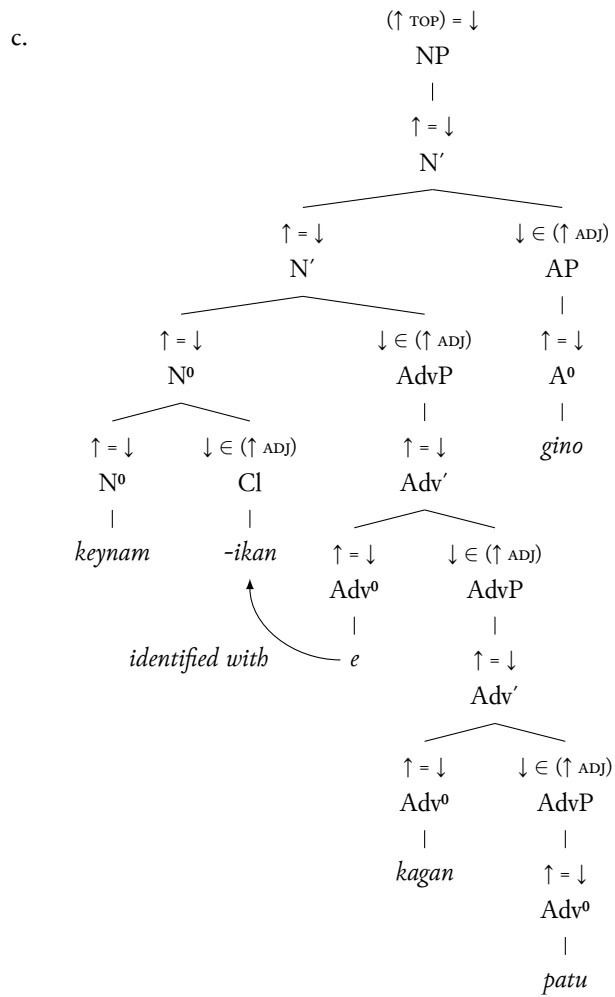 c.
(↑ TOP) = ↓
NP
↑ = ↓
N′
↑ = ↓ ↓ ∈ (↑ ADJ)
N′ AP
↑ = ↓ ↓ ∈ (↑ ADJ) ↑ = ↓
N⁰ AdvP A⁰
↑ = ↓ ↓ ∈ (↑ ADJ) ↑ = ↓ gino
N⁰ Cl Adv′
keynam -ikan ↑ = ↓ ↓ ∈ (↑ ADJ)
Adv⁰ AdvP
identified with e ↑ = ↓
Adv′
↑ = ↓ ↓ ∈ (↑ ADJ)
Adv⁰ AdvP
kagan ↑ = ↓
Adv⁰
patu